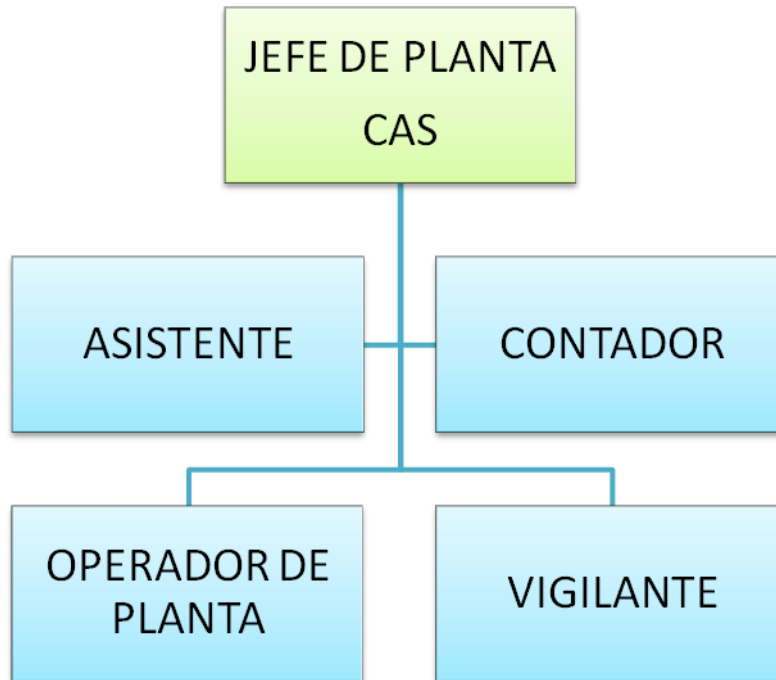 JEFE DE PLANTA
CAS
ASISTENTE
CONTADOR
OPERADOR DE
PLANTA
VIGILANTE